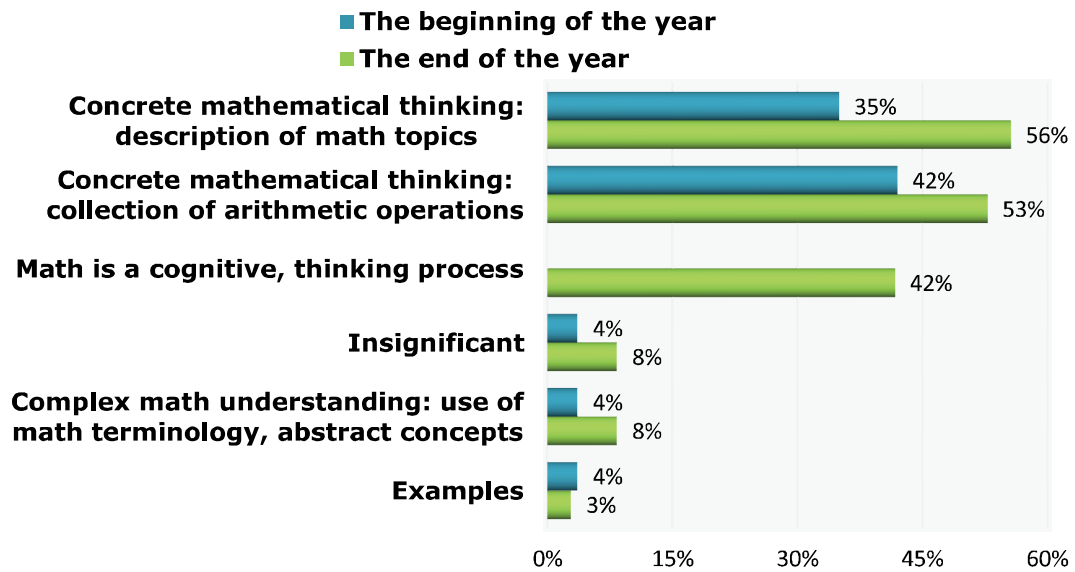 The beginning of the year
The end of the year
Concrete mathematical thinking:
description of math topics
35%
56%
Concrete mathematical thinking:
collection of arithmetic operations
42%
53%
Math is a cognitive, thinking process
42%
Insignificant
4%
8%
Complex math understanding: use of
math terminology, abstract concepts
4%
8%
Examples
4%
3%
0% 15% 30% 45% 60%